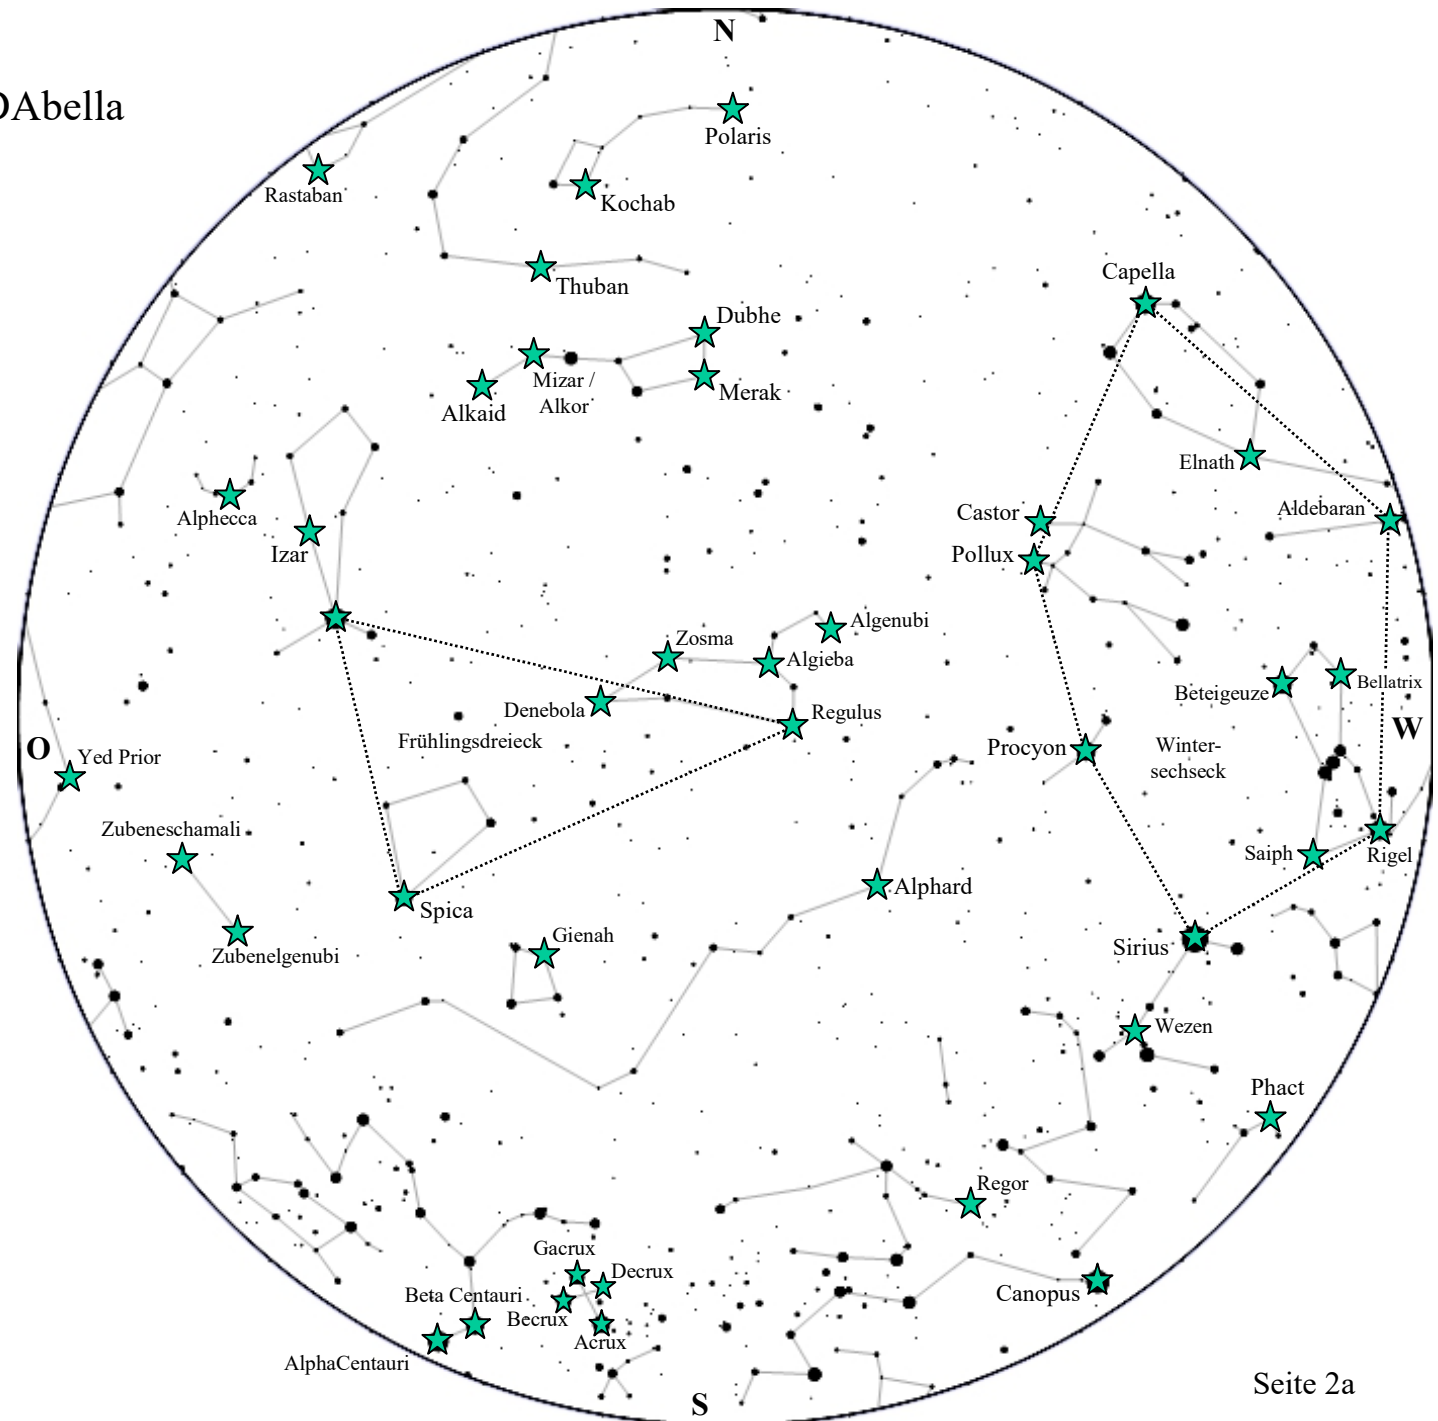 N
DAbella
Polaris
Rastaban
Kochab
Thuban
Capella
Dubhe
Mizar /
Alkor
Merak
Alkaid
Elnath
Castor
Aldebaran
Alphecca
Izar
Pollux
Algenubi
Zosma
Algieba
Beteigeuze
Bellatrix
Denebola
Regulus
W
Frühlingsdreieck
O
Yed Prior
Procyon
Winter-
sechseck
Zubeneschamali
Saiph
Rigel
Alphard
Spica
Gienah
Sirius
Zubenelgenubi
Wezen
Phact
Regor
Gacrux
Decrux
Beta Centauri
Becrux
Canopus
Acrux
AlphaCentauri
Seite 2a
S